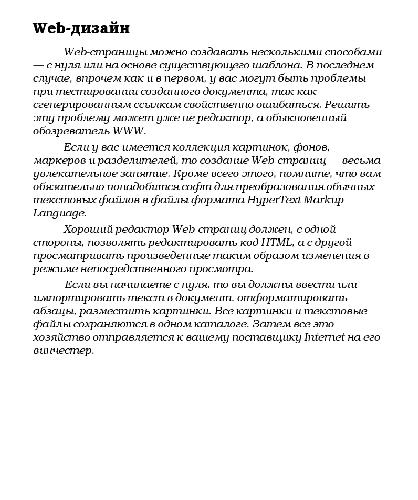 Web-дизайн
Web-страницы можно создавать несколькими способами
— с нуля или на основе существующего шаблона. В последнем
случае, впрочем как и в первом, у вас могут быть проблемы
при тестировании созданного документа, так как
сгенерированным ссылкам свойственно ошибаться. Решить
эту проблему может уже не редактор, а обыкновенный
обозреватель WWW.
Если у вас имеется коллекция картинок, фонов,
маркеров и разделителей, то создание Web-страниц — весьма
увлекательное занятие. Кроме всего этого, помните, что вам
обязательно понадобится софт для преобразования обычных
текстовых файлов в файлы формата HyperText Markup
Language.
Хороший редактор Web-страниц должен, с одной
стороны, позволять редактировать код HTML, а с другой —
просматривать произведенные таким образом изменения в
режиме непосредственного просмотра.
Если вы начинаете с нуля, то вы должны ввести или
импортировать текст в документ, отформатировать
абзацы, разместить картинки. Все картинки и текстовые
файлы сохраняются в одном каталоге. Затем все это
хозяйство отправляется к вашему поставщику Internet на его
винчестер.